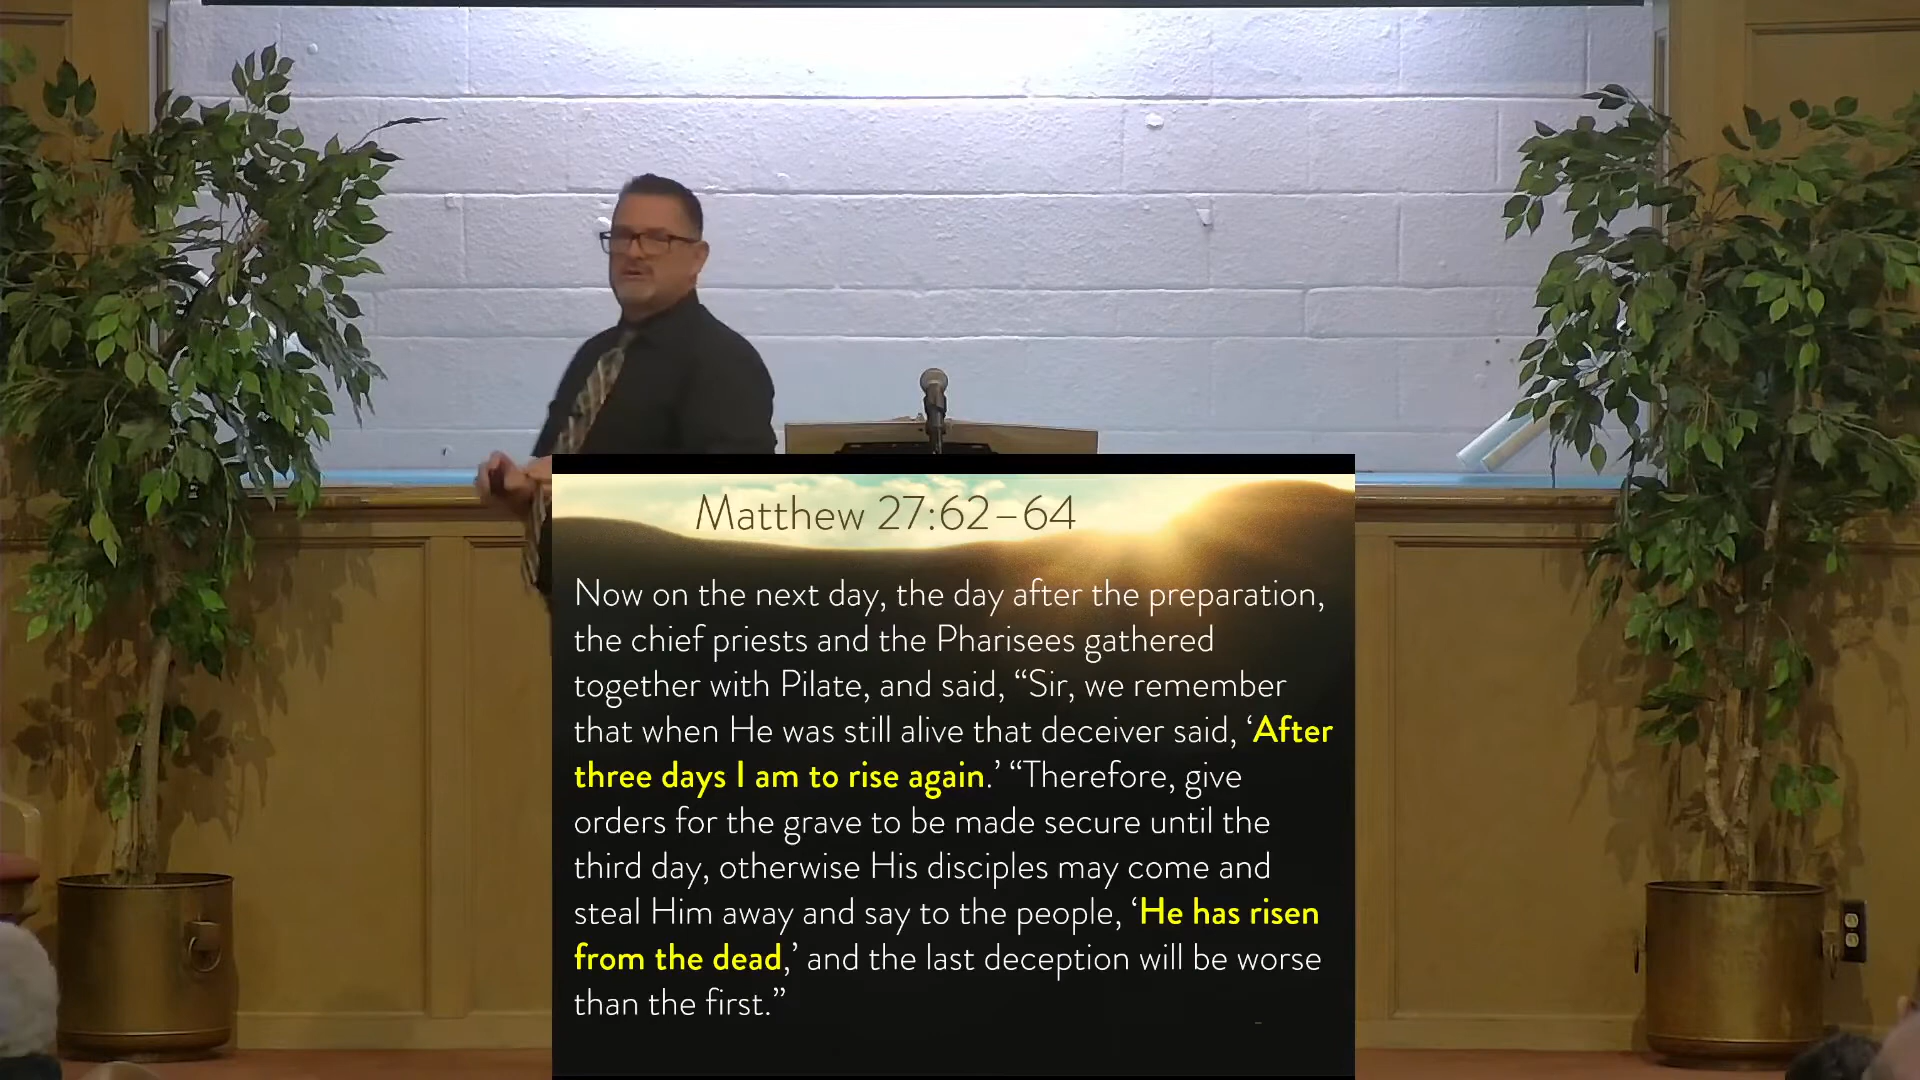 Matthew 27:62–64
Now on the next day, the day after the preparation,
the chief priests and the Pharisees gathered
together with Pilate, and said, “Sir, we remember
that when He was still alive that deceiver said, ‘After
three days I am to rise again.’ “Therefore, give
orders for the grave to be made secure until the
third day, otherwise His disciples may come and
steal Him away and say to the people, ‘He has risen
from the dead,’ and the last deception will be worse
than the first.”